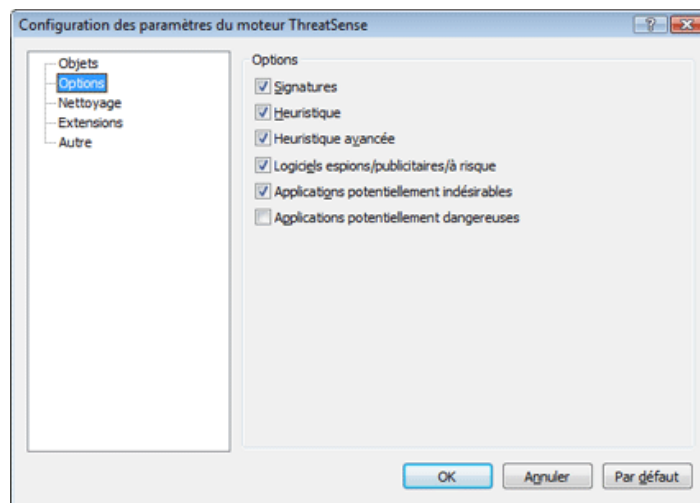 Configuration des paramètres du moteur ThreatSense
Objets
Options
Nettoyage
Extensions
Autre
Options
Signatures
Heuristique
Heuristique avancée
Logiciels espions/publicitaires/à risque
Applications potentiellement indésirables
Applications potentiellement dangereuses
OK
Annuler
Par défaut